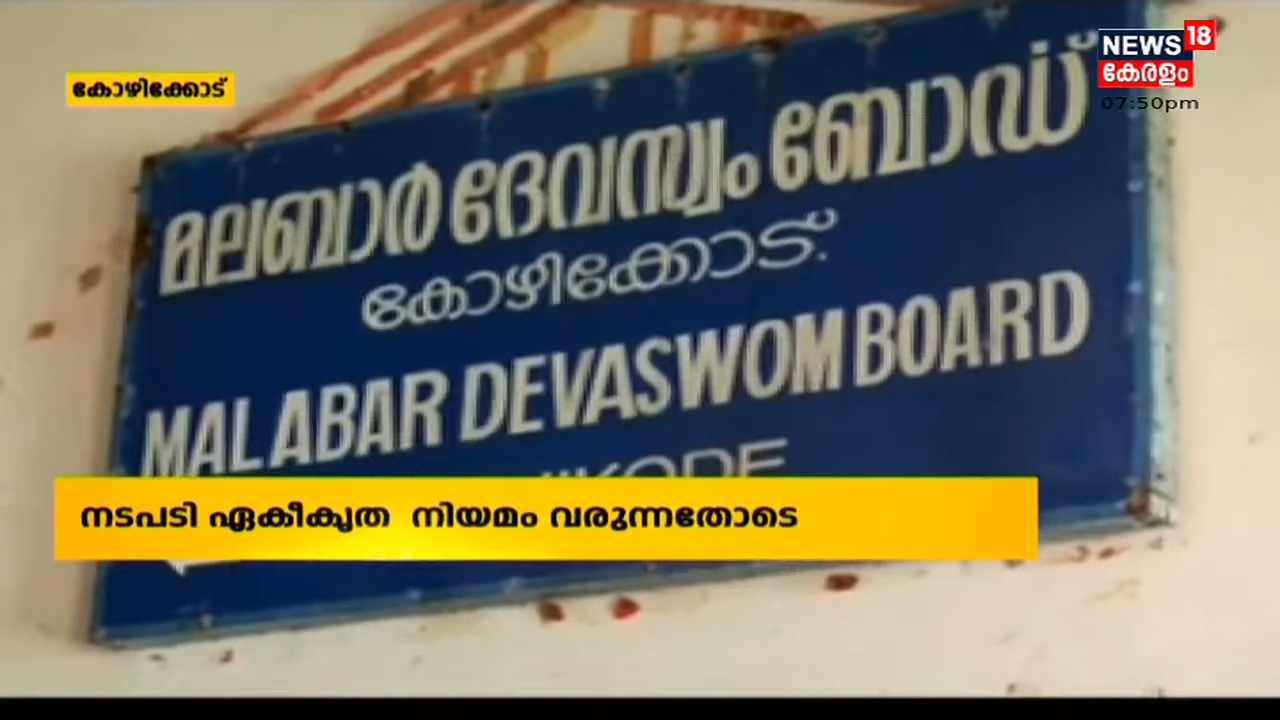 NEWS 18
കേരളം
07:50pm
കോഴിക്കോട്
മലബാർ ദേവസ്വം ബോഡ്
കോഴിക്കോട്.
MALABAR DEVASWOM BOARD
നടപടി ഏകീകൃത നിയമം വരുന്നതോടെ